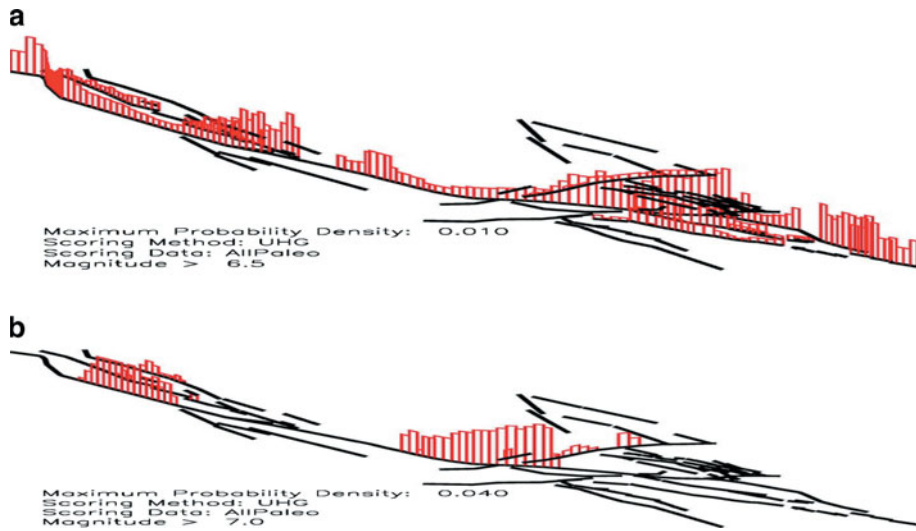 a
Maximum Probability Density: 0.010
Scoring Method: UHG
Scoring Data: AllPaleo
Magnitude > 6.5
b
Maximum Probability Density: 0.040
Scoring Method: UHG
Scoring Data: AllPaleo
Magnitude > 7.0